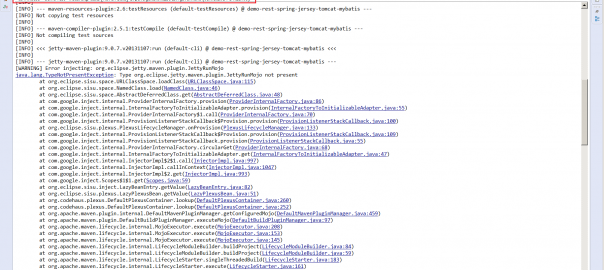 [INFO] --- maven-resources-plugin:2.6:testResources (default-testResources) @ demo-rest-spring-jersey-tomcat-mybatis ---
[INFO] Not copying test resources
[INFO]
[INFO] --- maven-compiler-plugin:2.5.1:testCompile (default-testCompile) @ demo-rest-spring-jersey-tomcat-mybatis ---
[INFO] Not compiling test sources
[INFO]
[INFO] <<< jetty-maven-plugin:9.0.7.v20131107:run (default-cli) @ demo-rest-spring-jersey-tomcat-mybatis <<<
[INFO]
[INFO] --- jetty-maven-plugin:9.0.7.v20131107:run (default-cli) @ demo-rest-spring-jersey-tomcat-mybatis ---
[WARNING] Error injecting: org.eclipse.jetty.maven.plugin.JettyRunMojo
java.lang.TypeNotPresentException: Type org.eclipse.jetty.maven.plugin.JettyRunMojo not present
at org.eclipse.sisu.space.URLClassSpace.loadClass(URLClassSpace.java:115)
at org.eclipse.sisu.space.NamedClass.load(NamedClass.java:46)
at org.eclipse.sisu.space.AbstractDeferredClass.get(AbstractDeferredClass.java:48)
at com.google.inject.internal.ProviderInternalFactory.provision(ProviderInternalFactory.java:86)
at com.google.inject.internal.InternalFactoryToInitializableAdapter.provision(InternalFactoryToInitializableAdapter.java:55)
at com.google.inject.internal.ProviderInternalFactory$1.call(ProviderInternalFactory.java:70)
at com.google.inject.internal.ProvisionListenerStackCallback$Provision.provision(ProvisionListenerStackCallback.java:100)
at org.eclipse.sisu.plexus.PlexusLifecycleManager.onProvision(PlexusLifecycleManager.java:133)
at com.google.inject.internal.ProvisionListenerStackCallback$Provision.provision(ProvisionListenerStackCallback.java:109)
at com.google.inject.internal.ProvisionListenerStackCallback.provision(ProvisionListenerStackCallback.java:55)
at com.google.inject.internal.ProviderInternalFactory.circularGet(ProviderInternalFactory.java:68)
at com.google.inject.internal.InternalFactoryToInitializableAdapter.get(InternalFactoryToInitializableAdapter.java:47)
at com.google.inject.internal.InjectorImpl$2$1.call(InjectorImpl.java:997)
at com.google.inject.internal.InjectorImpl.callInContext(InjectorImpl.java:1047)
at com.google.inject.internal.InjectorImpl$2.get(InjectorImpl.java:993)
at com.google.inject.Scopes$1$1.get(Scopes.java:59)
at org.eclipse.sisu.inject.LazyBeanEntry.getValue(LazyBeanEntry.java:82)
at org.eclipse.sisu.plexus.LazyPlexusBean.getValue(LazyPlexusBean.java:51)
at org.codehaus.plexus.DefaultPlexusContainer.lookup(DefaultPlexusContainer.java:260)
at org.codehaus.plexus.DefaultPlexusContainer.lookup(DefaultPlexusContainer.java:252)
at org.apache.maven.plugin.internal.DefaultMavenPluginManager.getConfiguredMojo(DefaultMavenPluginManager.java:459)
at org.apache.maven.plugin.DefaultBuildPluginManager.executeMojo(DefaultBuildPluginManager.java:97)
at org.apache.maven.lifecycle.internal.MojoExecutor.execute(MojoExecutor.java:208)
at org.apache.maven.lifecycle.internal.MojoExecutor.execute(MojoExecutor.java:153)
at org.apache.maven.lifecycle.internal.MojoExecutor.execute(MojoExecutor.java:145)
at org.apache.maven.lifecycle.internal.LifecycleModuleBuilder.buildProject(LifecycleModuleBuilder.java:84)
at org.apache.maven.lifecycle.internal.LifecycleModuleBuilder.buildProject(LifecycleModuleBuilder.java:59)
at org.apache.maven.lifecycle.internal.LifecycleStarter.singleThreadedBuild(LifecycleStarter.java:183)
at org.apache.maven.lifecycle.internal.LifecycleStarter.execute(LifecycleStarter.java:161)